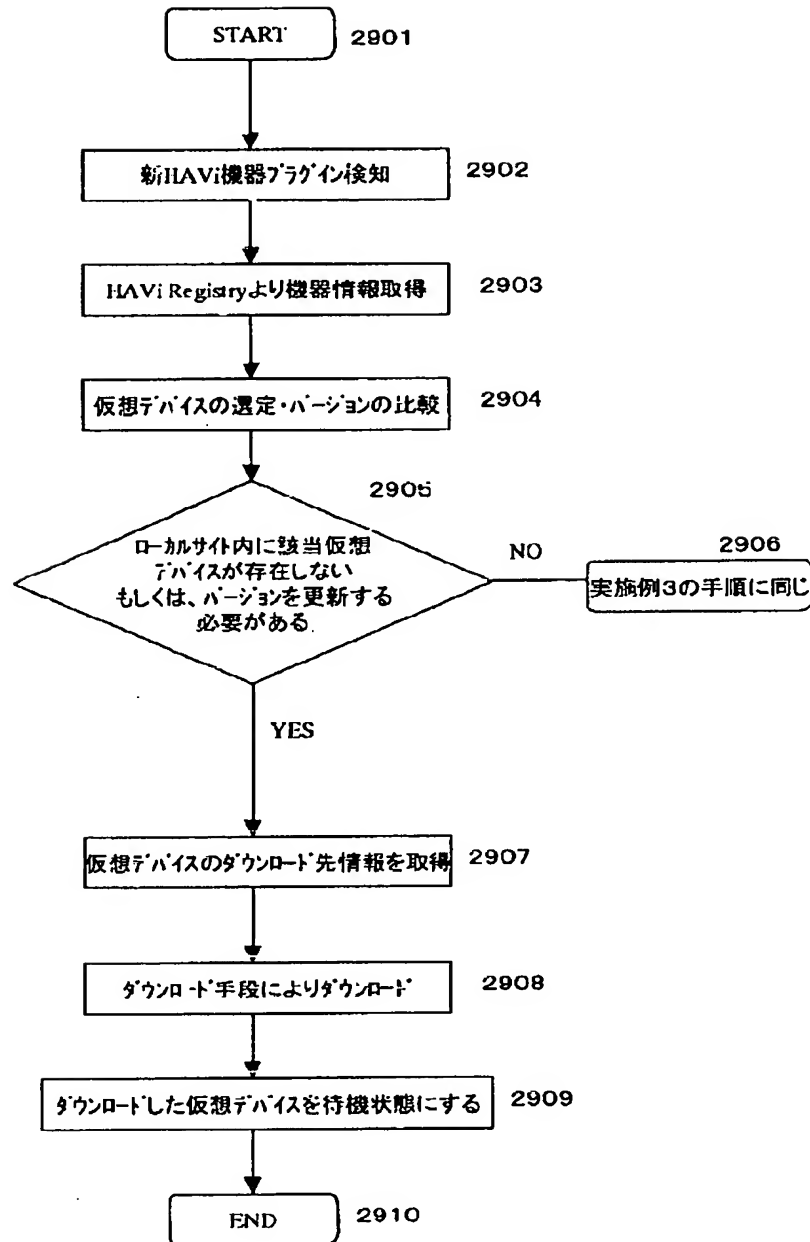 START
2901
新HAVi機器ﾌﾟﾗｸﾞｲﾝ検知
2902
HAVi Registryより機器情報取得
2903
仮想ﾃﾞﾊﾞｲｽの選定・ﾊﾞｰｼﾞｮﾝの比較
2904
2905
ﾛｰｶﾙｻｲﾄ内に該当仮想
ﾃﾞﾊﾞｲｽが存在しない
もしくは、ﾊﾞｰｼﾞｮﾝを更新する
必要がある
NO
2906
実施例3の手順に同じ
YES
仮想ﾃﾞﾊﾞｲｽのﾀﾞｳﾝﾛｰﾄﾞ先情報を取得
2907
ﾀﾞｳﾝﾛｰﾄﾞ手段によりﾀﾞｳﾝﾛｰﾄﾞ
2908
ﾀﾞｳﾝﾛｰﾄﾞした仮想ﾃﾞﾊﾞｲｽを待機状態にする
2909
END
2910